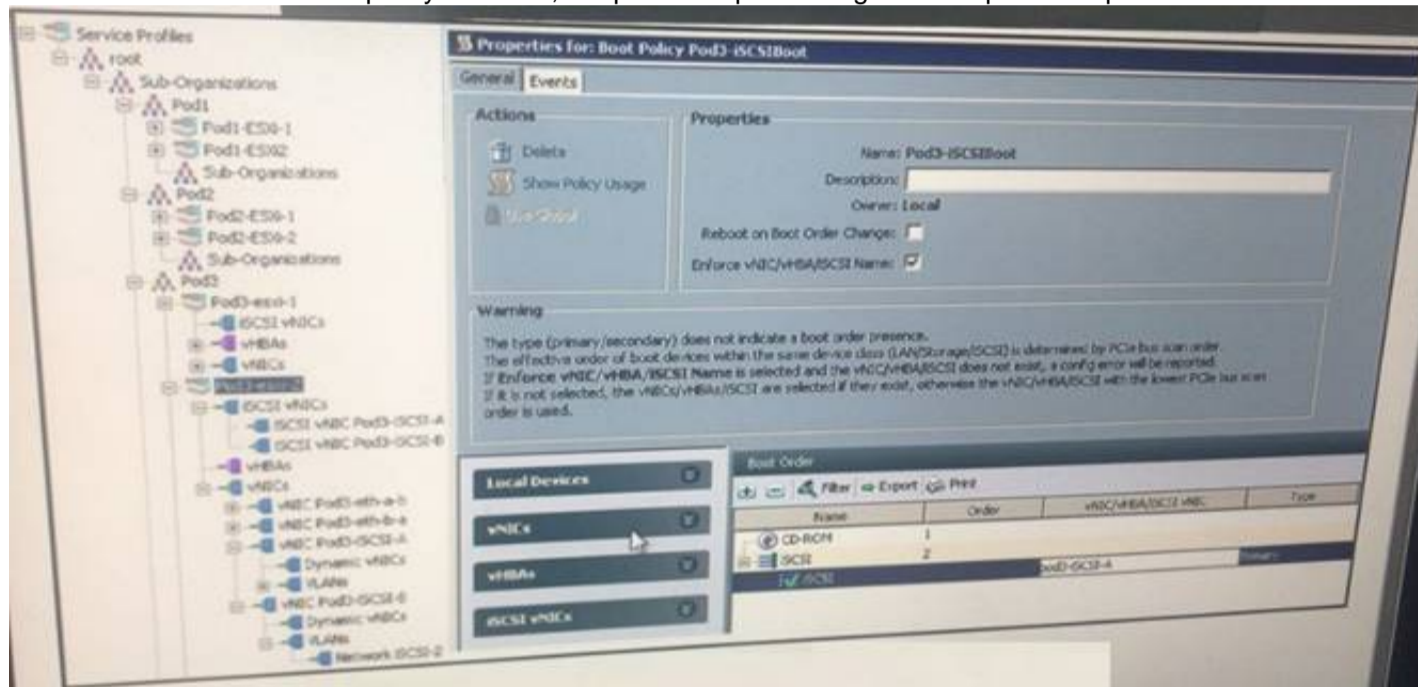 Service Profiles
root
Sub-Organizations
Pod1
Pod1-ESXi-1
Pod1-ESXi2
Sub-Organizations
Pod2
Pod2-ESXi-1
Pod2-ESXi-2
Sub-Organizations
Pod3
Pod3-esxi-1
iSCSI vNICs
vHBAs
vNICs
Pod3-esxi-2
iSCSI vNICs
iSCSI vNIC Pod3-iSCSI-A
iSCSI vNIC Pod3-iSCSI-B
vHBAs
vNICs
vNIC Pod3-eth-a-b
vNIC Pod3-eth-b-a
vNIC Pod3-iSCSI-A
Dynamic vNICs
VLANs
vNIC Pod3-iSCSI-B
Dynamic vNICs
VLANs
Network iSCSI-2
Properties for: Boot Policy Pod3-iSCSIBoot
General Events
Actions
Delete
Show Policy Usage
Use Global
Properties
Name: Pod3-iSCSIBoot
Description:
Owner: Local
Reboot on Boot Order Change:
Enforce vNIC/vHBA/iSCSI Name:
Warning
The type (primary/secondary) does not indicate a boot order presence.
The effective order of boot devices within the same device class (LAN/Storage/iSCSI) is determined by PCIe bus scan order.
If Enforce vNIC/vHBA/iSCSI Name is selected and the vNIC/vHBA/iSCSI does not exist, a config error will be reported.
If it is not selected, the vNICs/vHBAs/iSCSI are selected if they exist, otherwise the vNIC/vHBA/iSCSI with the lowest PCIe bus scan
order is used.
Local Devices
vNICs
vHBAs
iSCSI vNICs
Boot Order
Filter Export Print
Name Order vNIC/vHBA/iSCSI vNIC Type
CD-ROM 1
iSCSI 2
iSCSI pod3-iSCSI-A Primary